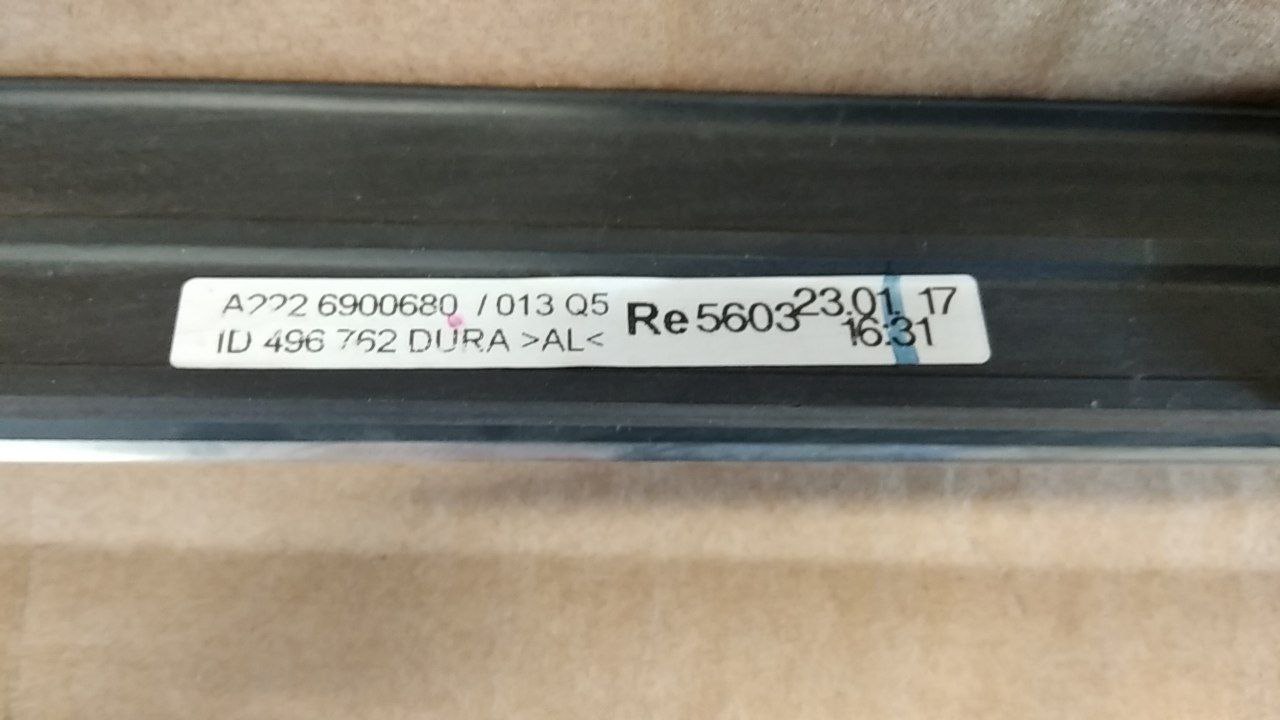 A222 6900680 / 013 Q5 Re 5603 23.01.17
ID 496 762 DURA >AL< 16:31